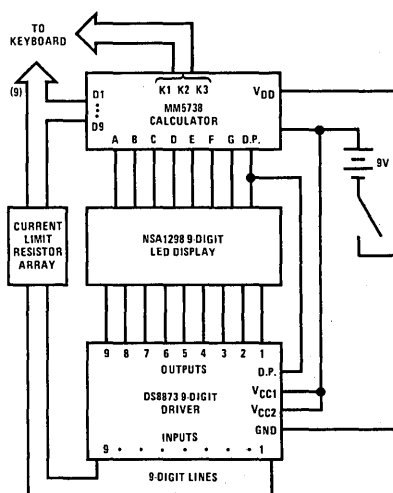 TO
KEYBOARD
(9)
D1
D9
K1 K2 K3
MM5738
CALCULATOR
VDD
A B C D E F G D.P.
9V
CURRENT
LIMIT
RESISTOR
ARRAY
NSA1298 9-DIGIT
LED DISPLAY
9 8 7 6 5 4 3 2 1
OUTPUTS
D.P.
DS8873 9-DIGIT
DRIVER
VCC1
VCC2
GND
INPUTS
9 • • • • • • • 1
9-DIGIT LINES